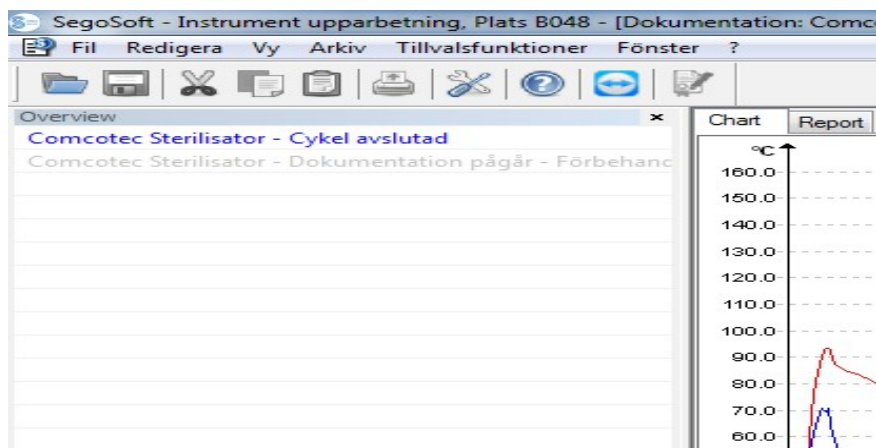 SegoSoft - Instrument upparbetning, Plats B048 - [Dokumentation: Comc
Fil Redigera Vy Arkiv Tillvalsfunktioner Fönster ?
Overview
Comcotec Sterilisator - Cykel avslutad
Comcotec Sterilisator - Dokumentation pågår - Förbehand
Chart Report
°C
160.0
150.0
140.0
130.0
120.0
110.0
100.0
90.0
80.0
70.0
60.0